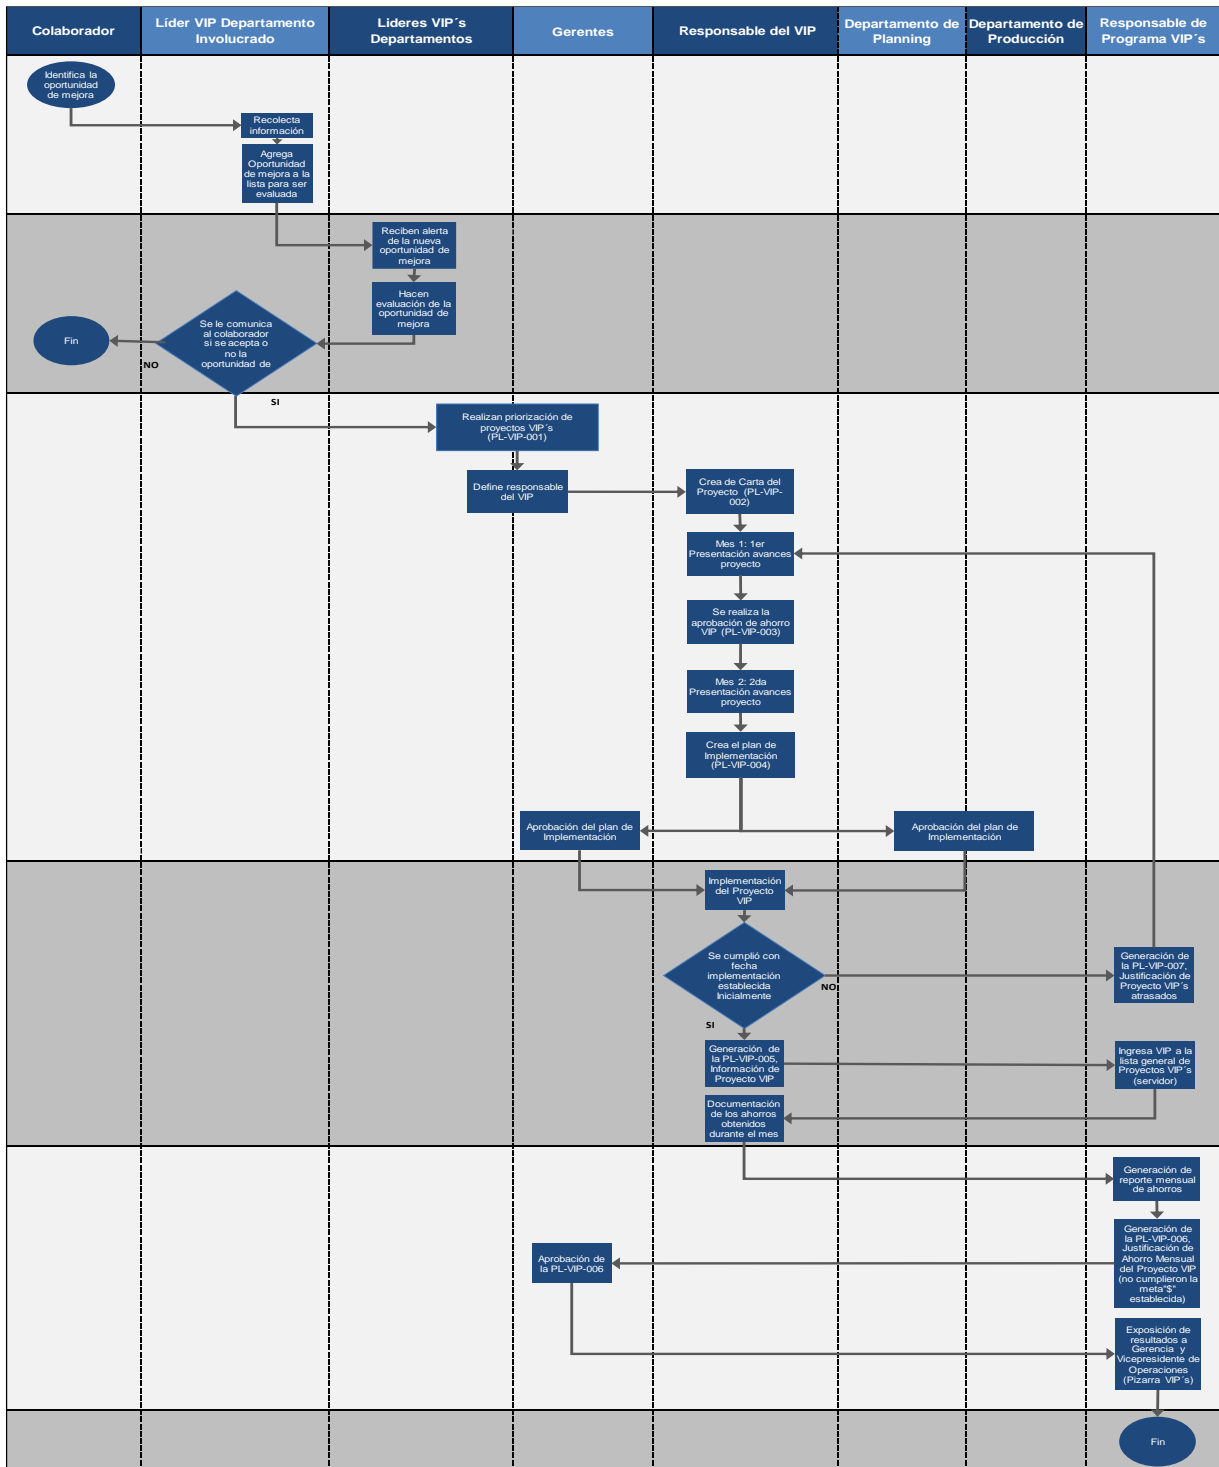 Colaborador
Líder VIP Departamento
Involucrado
Lideres VIP´s
Departamentos
Gerentes
Responsable del VIP
Departamento de
Planning
Departamento de
Producción
Responsable de
Programa VIP´s
Identifica la
oportunidad
de mejora
Recolecta
información
Agrega
Oportunidad
de mejora a la
lista para ser
evaluada
Reciben alerta
de la nueva
oportunidad de
mejora
Hacen
evaluación de la
oportunidad de
mejora
Se le comunica
al colaborador
si se acepta o
no la
oportunidad de
Fin
NO
SI
Realizan priorización de
proyectos VIP´s
(PL-VIP-001)
Define responsable
del VIP
Crea de Carta del
Proyecto (PL-VIP-
002)
Mes 1: 1er
Presentación avances
proyecto
Se realiza la
aprobación de ahorro
VIP (PL-VIP-003)
Mes 2: 2da
Presentación avances
proyecto
Crea el plan de
Implementación
(PL-VIP-004)
Aprobación del plan de
Implementación
Aprobación del plan de
Implementación
Implementación
del Proyecto
VIP
Se cumplió con
fecha
implementación
establecida
Inicialmente
NO
SI
Generación de
la PL-VIP-007,
Justificación de
Proyecto VIP´s
atrasados
Generación de
la PL-VIP-005,
Información de
Proyecto VIP
Ingresa VIP a la
lista general de
Proyectos VIP´s
(servidor)
Documentación
de los ahorros
obtenidos
durante el mes
Generación de
reporte mensual
de ahorros
Generación de
la PL-VIP-006,
Justificación de
Ahorro Mensual
del Proyecto VIP
(no cumplieron la
meta"$"
establecida)
Aprobación de
la PL-VIP-006
Exposición de
resultados a
Gerencia y
Vicepresidente de
Operaciones
(Pizarra VIP´s)
Fin